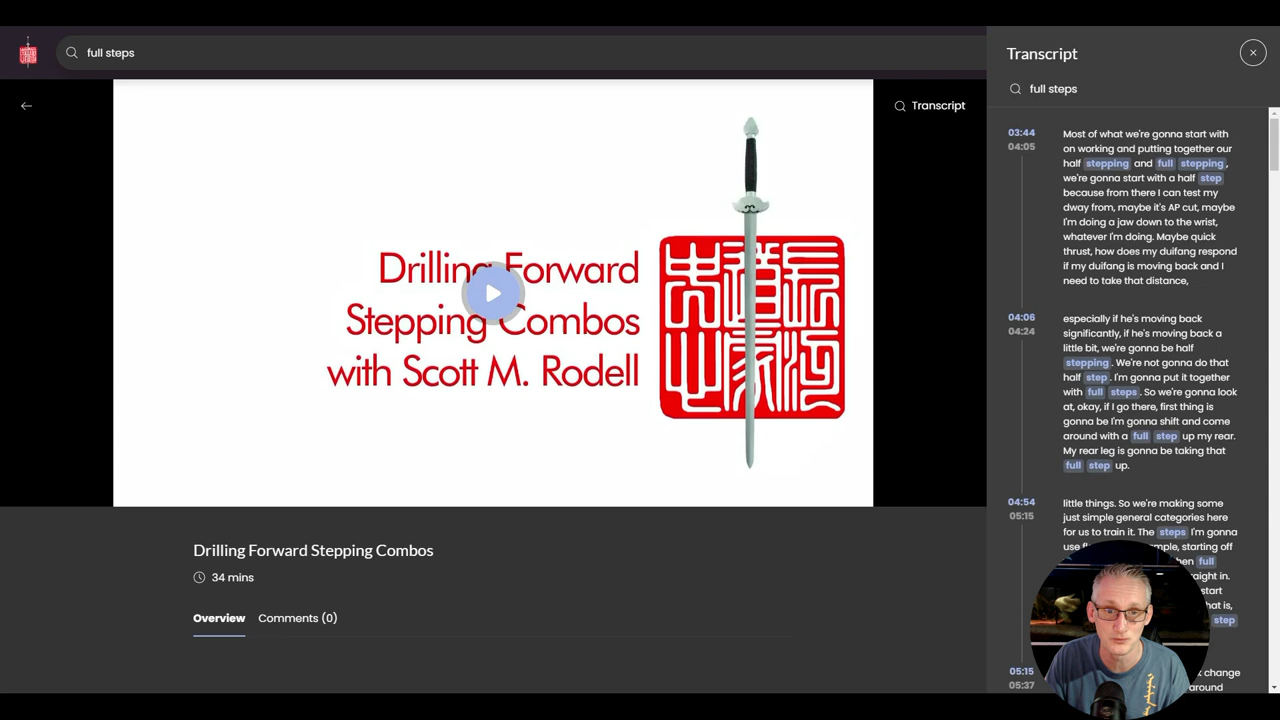 full steps
Transcript
Drilling Forward
Stepping Combos
with Scott M. Rodell
Drilling Forward Stepping Combos
34 mins
Overview Comments (0)
Transcript
full steps
03:44
04:05
Most of what we're gonna start with
on working and putting together our
half stepping and full stepping,
we're gonna start with a half step
because from there I can test my
dway from, maybe it's AP cut, maybe
I'm doing a jaw down to the wrist,
whatever I'm doing. Maybe quick
thrust, how does my duifang respond
if my duifang is moving back and I
need to take that distance,
04:06
04:24
especially if he's moving back
significantly, if he's moving back a
little bit, we're gonna be half
stepping. We're not gonna do that
half step. I'm gonna put it together
with full steps. So we're gonna look
at, okay, if I go there, first thing is
gonna be I'm gonna shift and come
around with a full step up my rear.
My rear leg is gonna be taking that
full step up.
04:54
05:15
little things. So we're making some
just simple general categories here
for us to train it. The steps I'm gonna
starting off
full
in.
start
is,
step
05:15
05:37
change
around